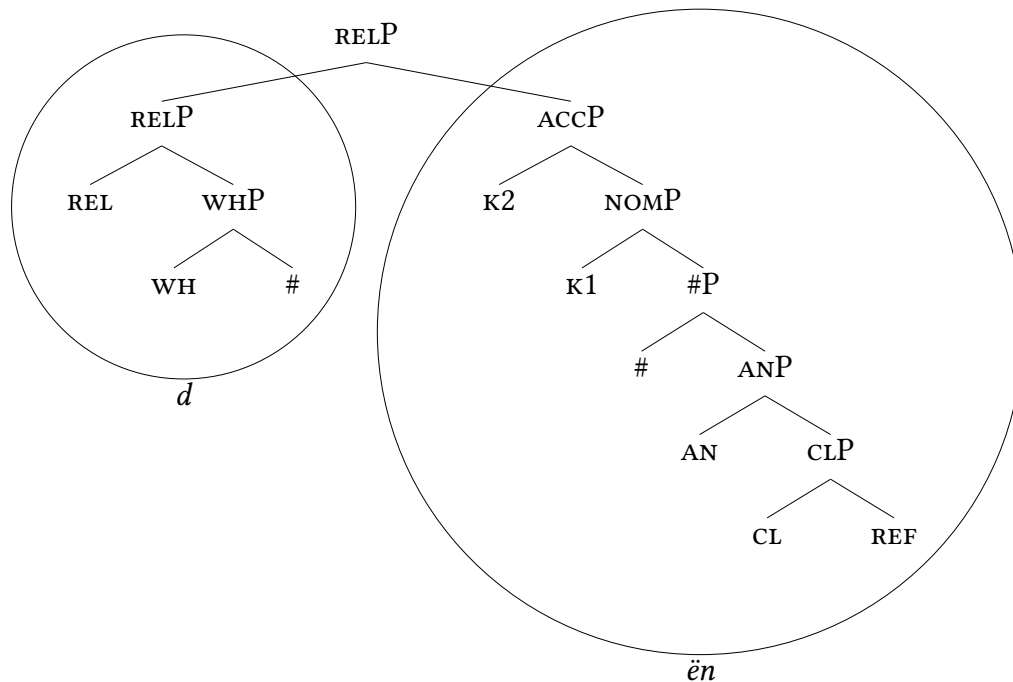 RELP
RELP ACCP
REL WHP K2 NOMP
WH # K1 #P
# ANP
d
AN CLP
CL REF
ën